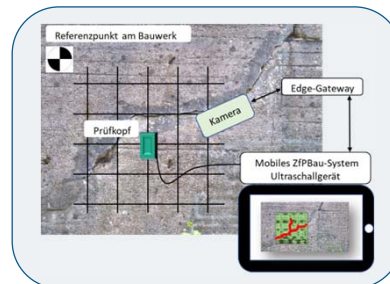 Referenzpunkt am Bauwerk
Edge-Gateway
Kamera
Prüfkopf
Mobiles ZfPBau-System
Ultraschallgerät